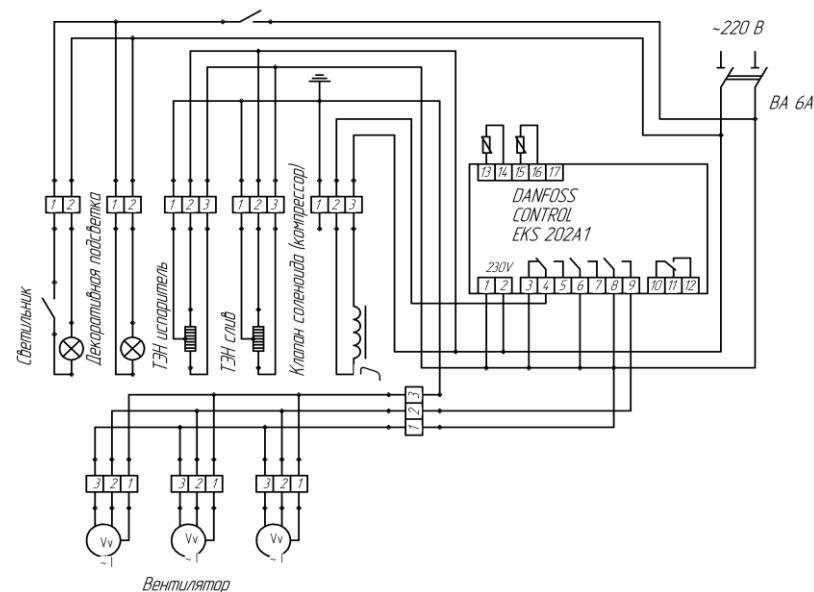 ~220 В
ВА 6А
13 14 15 16 17
DANFOSS
CONTROL
EKS 202A1
230V
1 2 3 4 5 6 7 8 9 10 11 12
1 2
1 2
1 2 3
1 2 3
1 2 3
Светильник
Декоративная подсветка
ТЭН испаритель
ТЭН слив
Клапан соленоида (компрессор)
3
2
1
3 2 1
3 2 1
3 2 1
Vv
~
Vv
~
Vv
~
Вентилятор